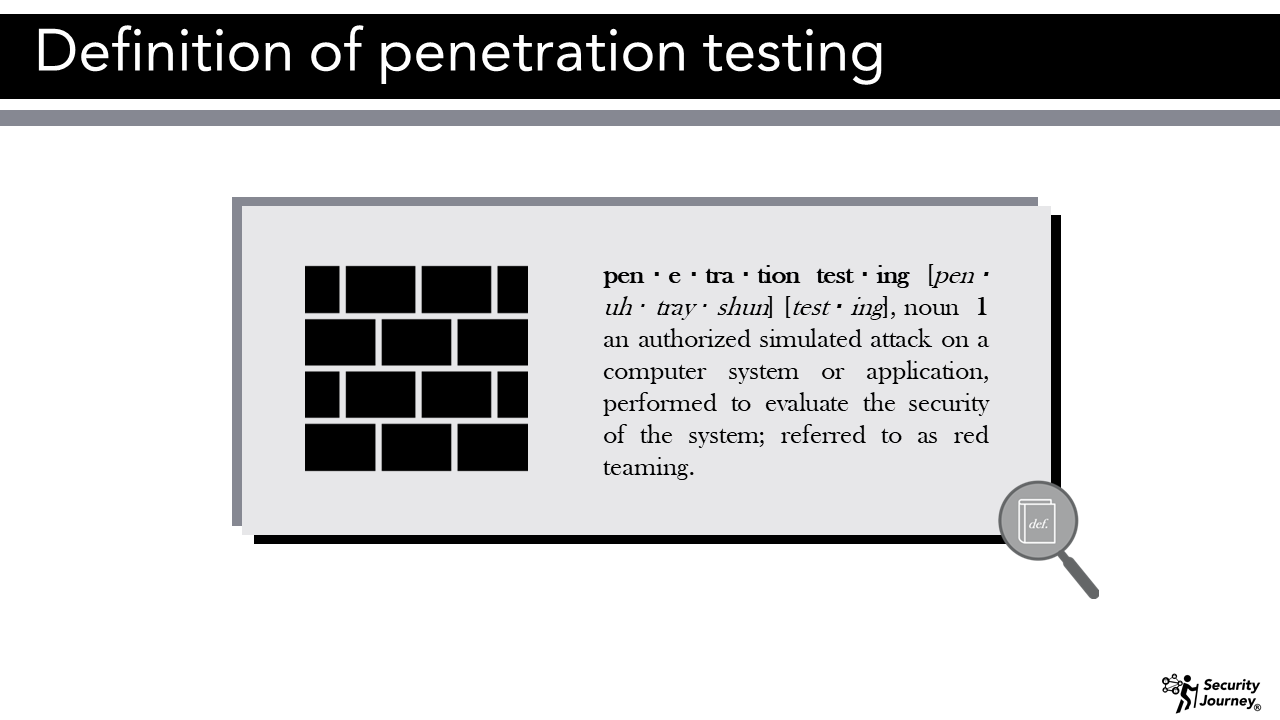 Definition of penetration testing
pen · e · tra · tion test · ing [pen ·
uh · tray · shun] [test · ing], noun 1
an authorized simulated attack on a
computer system or application,
performed to evaluate the security
of the system; referred to as red
teaming.
def.
Security
Journey®